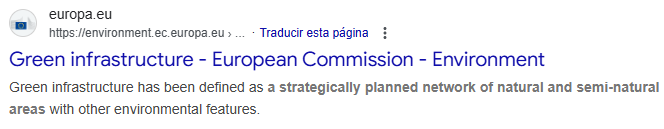 europa.eu
https://environment.ec.europa.eu › ... · Traducir esta página
Green infrastructure - European Commission - Environment
Green infrastructure has been defined as a strategically planned network of natural and semi-natural
areas with other environmental features.